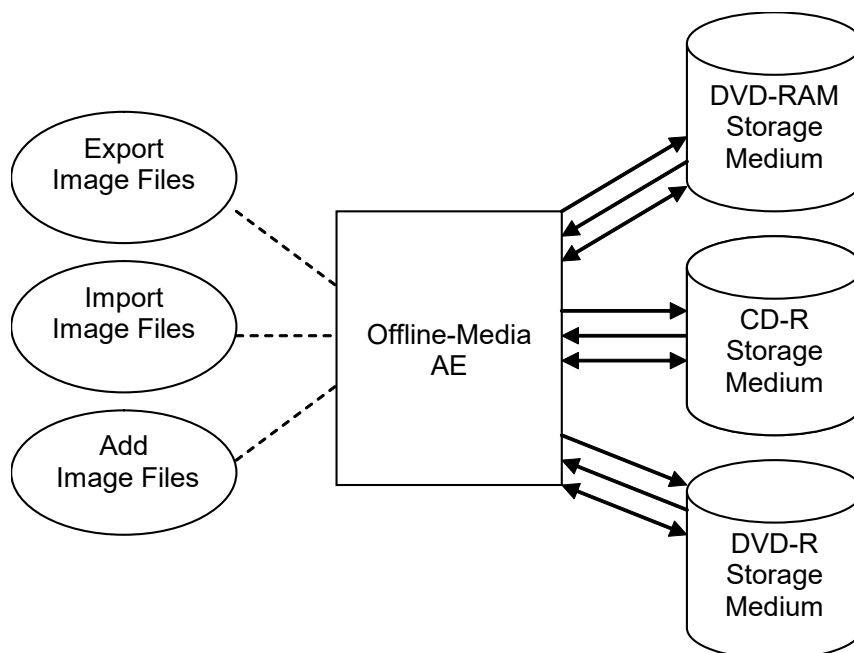 Export
Image Files
Import
Image Files
Add
Image Files
Offline-Media
AE
DVD-RAM
Storage
Medium
CD-R
Storage
Medium
DVD-R
Storage
Medium